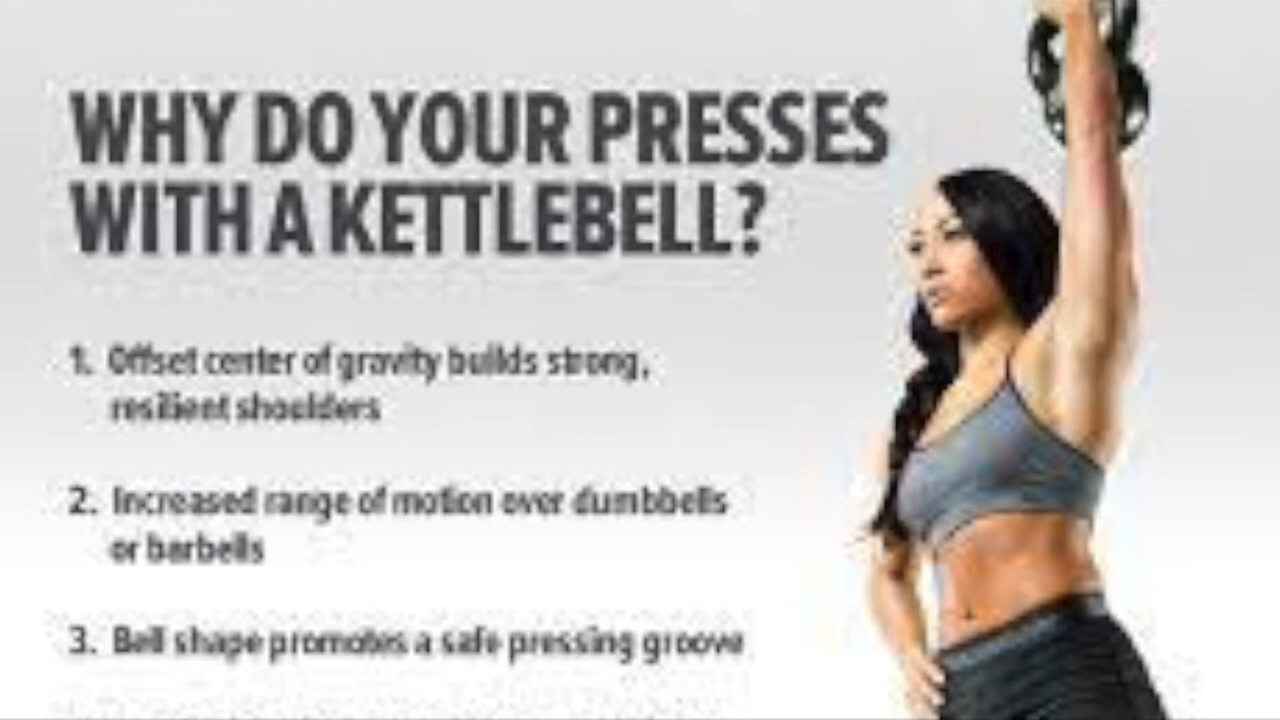 WHY DO YOUR PRESSES
WITH A KETTLEBELL?
1. Offset center of gravity builds strong,
resilient shoulders
2. Increased range of motion over dumbbells
or barbells
3. Bell shape promotes a safe pressing groove